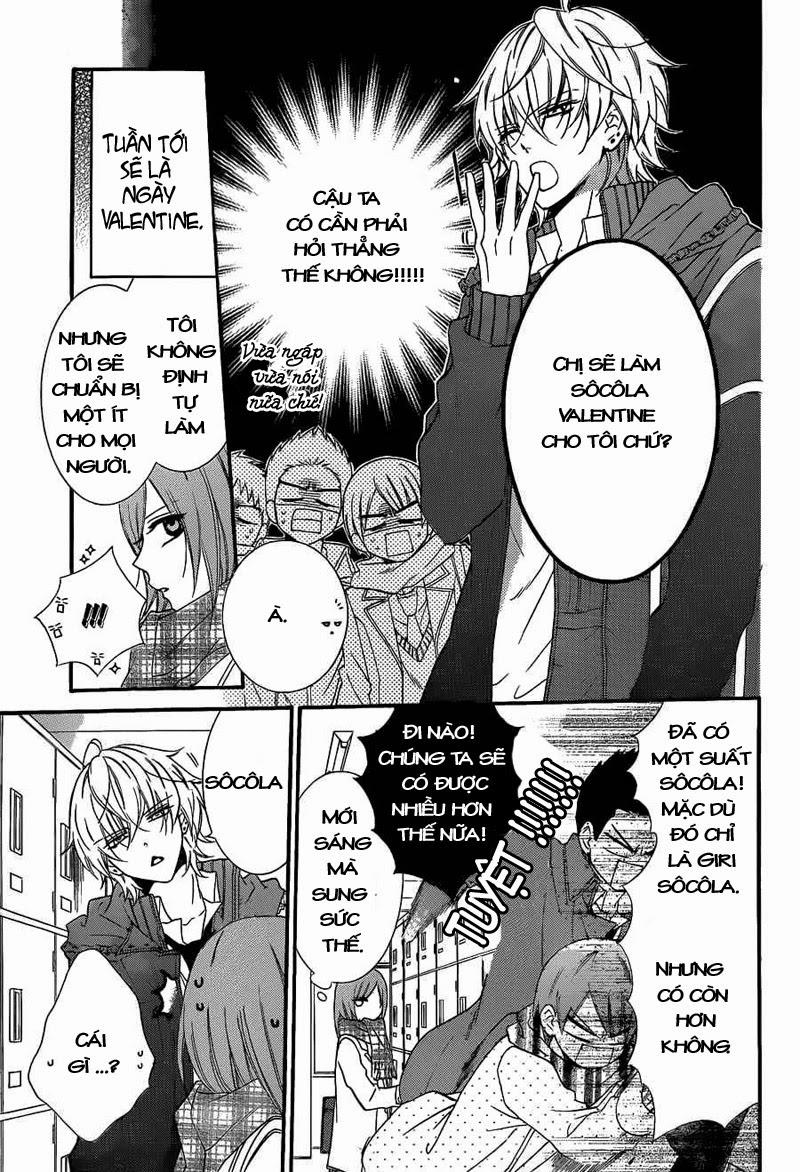 CHỊ SẼ LÀM
SÔCÔLA
VALENTINE
CHO TÔI CHỨ?
CẬU TA
CÓ CẦN PHẢI
HỎI THẲNG
THẾ KHÔNG!!!!!
Vừa ngáp
vừa nói
nữa chứ!
TUẦN TỚI
SẼ LÀ
NGÀY
VALENTINE.
À.
TÔI
KHÔNG
ĐỊNH
TỰ
LÀM
NHƯNG
TÔI SẼ
CHUẨN BỊ
MỘT ÍT
CHO MỌI
NGƯỜI.
!!!
ĐÃ CÓ
MỘT SUẤT
SÔCÔLA!
MẶC DÙ
ĐÓ CHỈ
LÀ GIRI
SÔCÔLA.
NHƯNG
CÓ CÒN
HƠN
KHÔNG
TUYỆT !!!!!!!!
ĐI NÀO!
CHÚNG TA SẼ
CÓ ĐƯỢC
NHIỀU HƠN
THẾ NỮA!
MỚI
SÁNG
MÀ
SUNG
SỨC
THẾ.
SÔCÔLA
CÁI
GÌ ...?